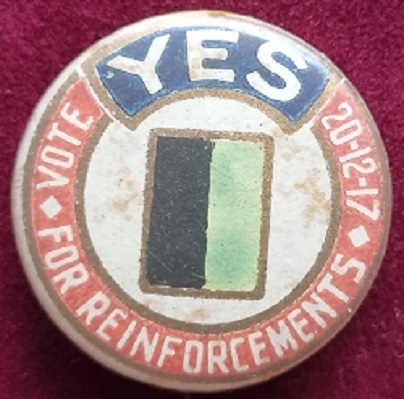 YES
VOTE ◆ FOR REINFORCEMENTS ◆ 20-12-17